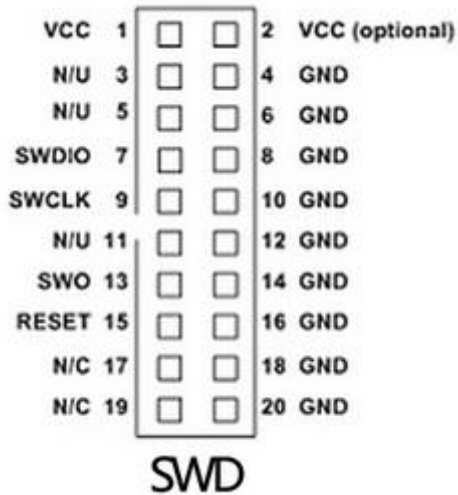 VCC 1 2 VCC (optional)
N/U 3 4 GND
N/U 5 6 GND
SWDIO 7 8 GND
SWCLK 9 10 GND
N/U 11 12 GND
SWO 13 14 GND
RESET 15 16 GND
N/C 17 18 GND
N/C 19 20 GND
SWD